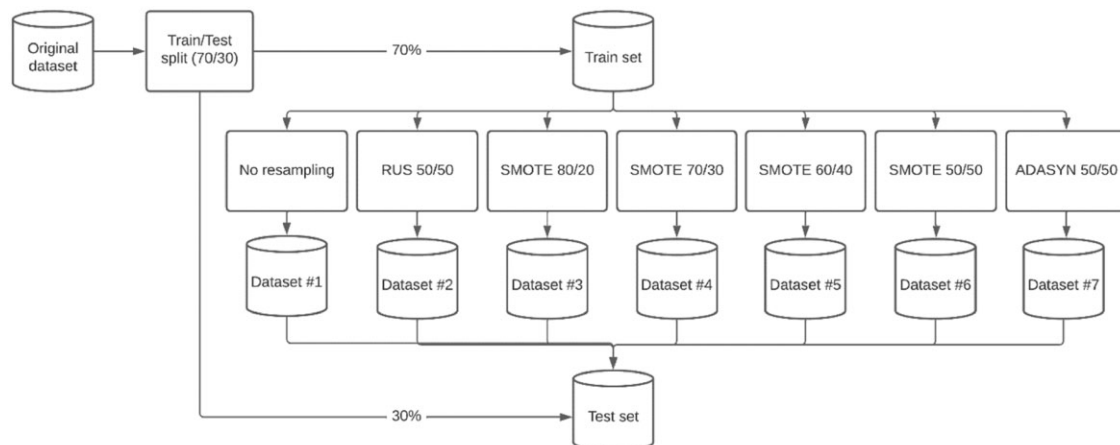 Original
dataset
Train/Test
split (70/30)
70%
Train set
No resampling
RUS 50/50
SMOTE 80/20
SMOTE 70/30
SMOTE 60/40
SMOTE 50/50
ADASYN 50/50
Dataset #1
Dataset #2
Dataset #3
Dataset #4
Dataset #5
Dataset #6
Dataset #7
30%
Test set